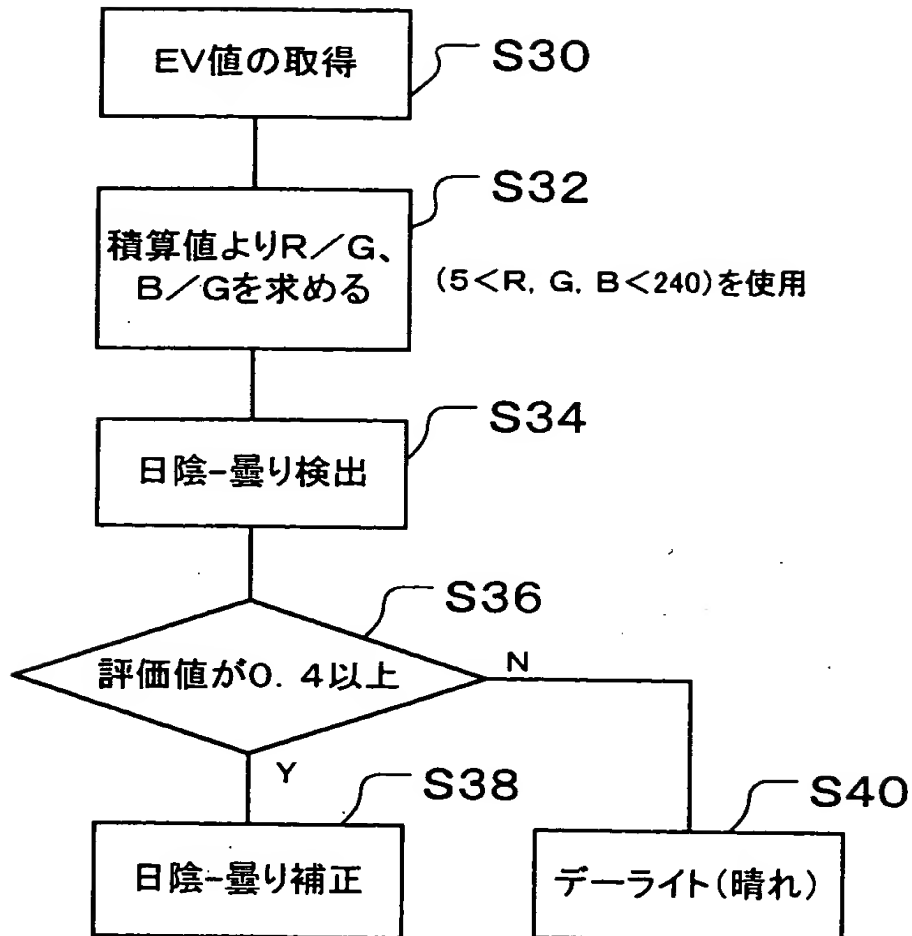 EV値の取得
S30
S32
積算値よりR／G、
B／Gを求める
(5＜R, G, B＜240)を使用
S34
日陰-曇り検出
S36
評価値が0. 4以上
N
Y
S38
S40
日陰-曇り補正
デーライト(晴れ)